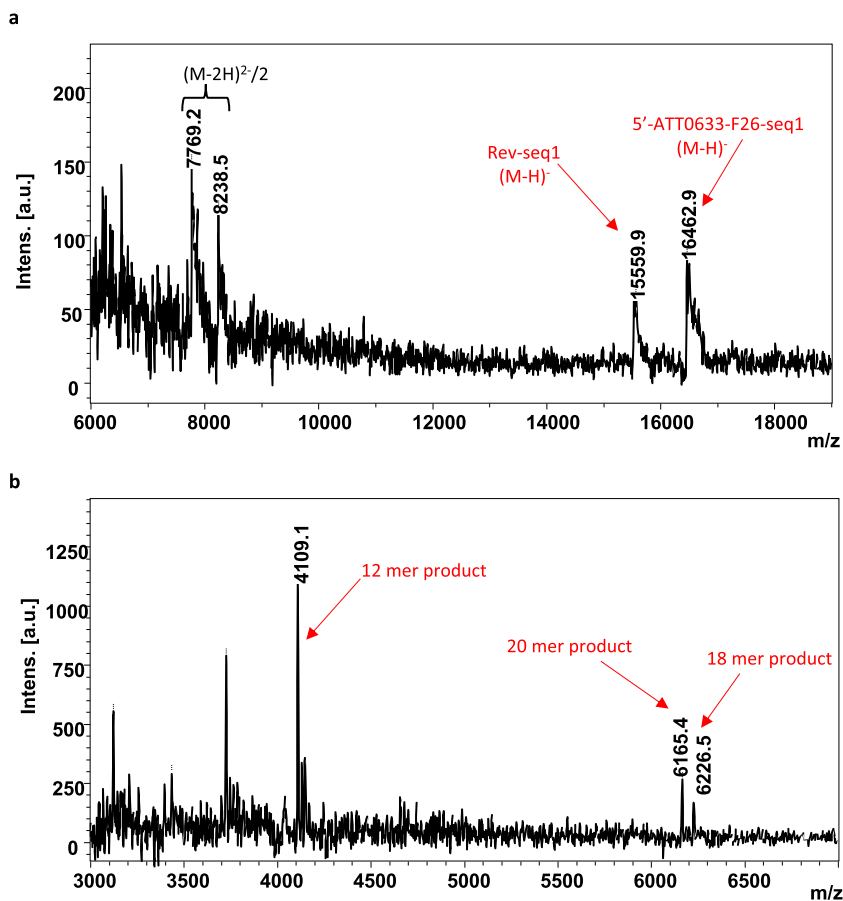 a
(M-2H)²⁻/2
7769.2
8238.5
Rev-seq1
(M-H)⁻
15559.9
5′-ATT0633-F26-seq1
(M-H)⁻
16462.9
Intens. [a.u.]
200
150
100
50
0
6000 8000 10000 12000 14000 16000 18000
m/z
b
4109.1
12 mer product
20 mer product
18 mer product
6165.4
6226.5
Intens. [a.u.]
1250
1000
750
500
250
0
3000 3500 4000 4500 5000 5500 6000 6500
m/z